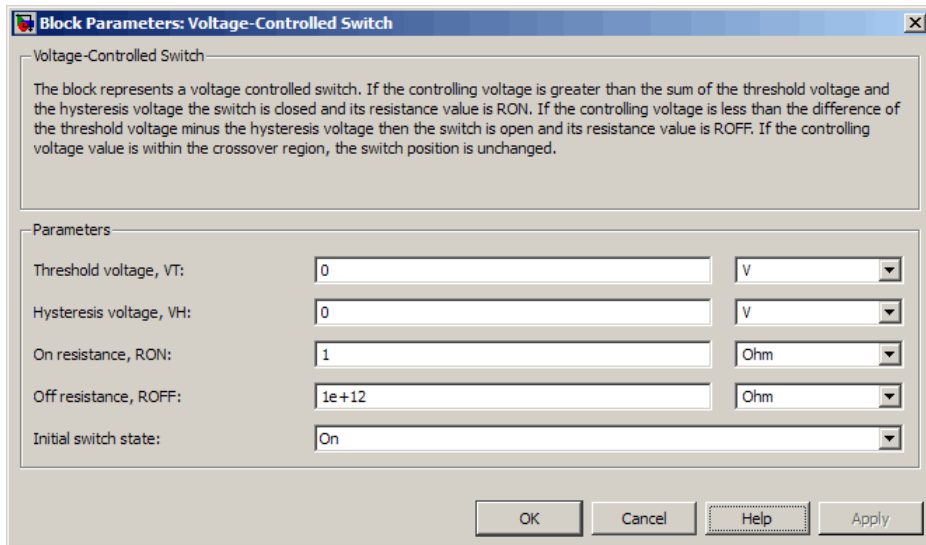 Block Parameters: Voltage-Controlled Switch
Voltage-Controlled Switch
The block represents a voltage controlled switch. If the controlling voltage is greater than the sum of the threshold voltage and
the hysteresis voltage the switch is closed and its resistance value is RON. If the controlling voltage is less than the difference of
the threshold voltage minus the hysteresis voltage then the switch is open and its resistance value is ROFF. If the controlling
voltage value is within the crossover region, the switch position is unchanged.
Parameters
Threshold voltage, VT: 0 V
Hysteresis voltage, VH: 0 V
On resistance, RON: 1 Ohm
Off resistance, ROFF: 1e+12 Ohm
Initial switch state: On
OK Cancel Help Apply